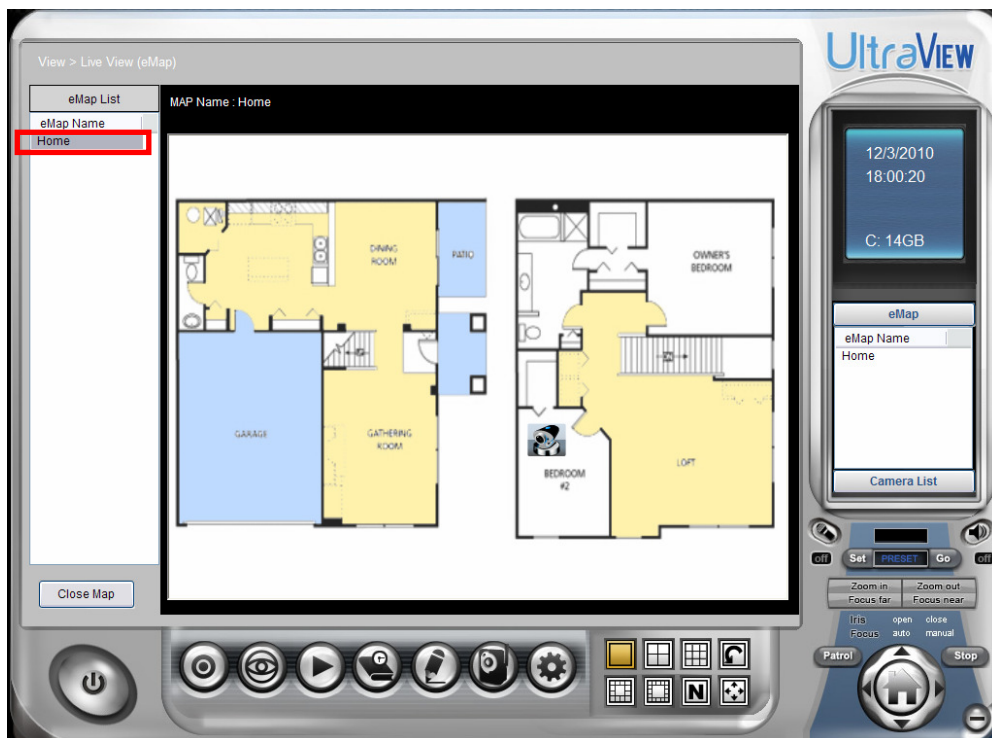 UltraVIEW
View > Live View (eMap)
eMap List
eMap Name
Home
MAP Name : Home
DINING
ROOM
PATIO
OWNER'S
BEDROOM
GARAGE
GATHERING
ROOM
BEDROOM
#2
LOFT
Close Map
12/3/2010
18:00:20
C: 14GB
eMap
eMap Name
Home
Camera List
off Set PRESET Go off
Zoom in Zoom out
Focus far Focus near
Iris open close
Focus auto manual
Patrol Stop
N